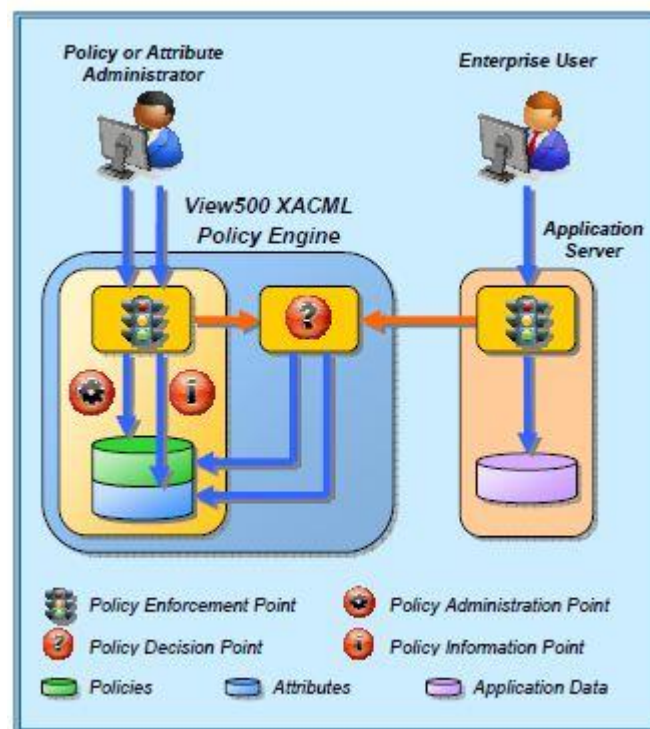 Policy or Attribute
Administrator
Enterprise User
View500 XACML
Policy Engine
Application
Server
?
i
Policy Enforcement Point
Policy Administration Point
?
Policy Decision Point
i
Policy Information Point
Policies
Attributes
Application Data